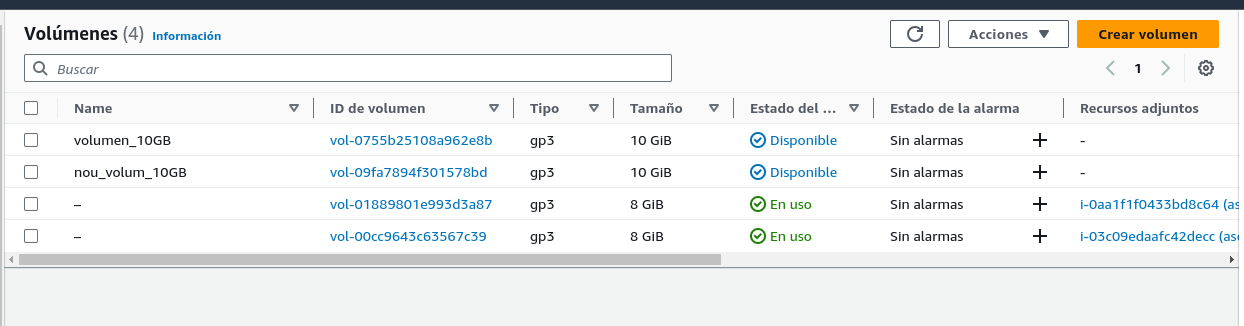 Volúmenes (4) Información
Acciones
Crear volumen
Buscar
1
Name ID de volumen Tipo Tamaño Estado del ... Estado de la alarma Recursos adjuntos
volumen_10GB vol-0755b25108a962e8b gp3 10 GiB Disponible Sin alarmas + -
nou_volum_10GB vol-09fa7894f301578bd gp3 10 GiB Disponible Sin alarmas + -
– vol-01889801e993d3a87 gp3 8 GiB En uso Sin alarmas + i-0aa1f1f0433bd8c64 (as
– vol-00cc9643c63567c39 gp3 8 GiB En uso Sin alarmas + i-03c09edaafc42decc (as